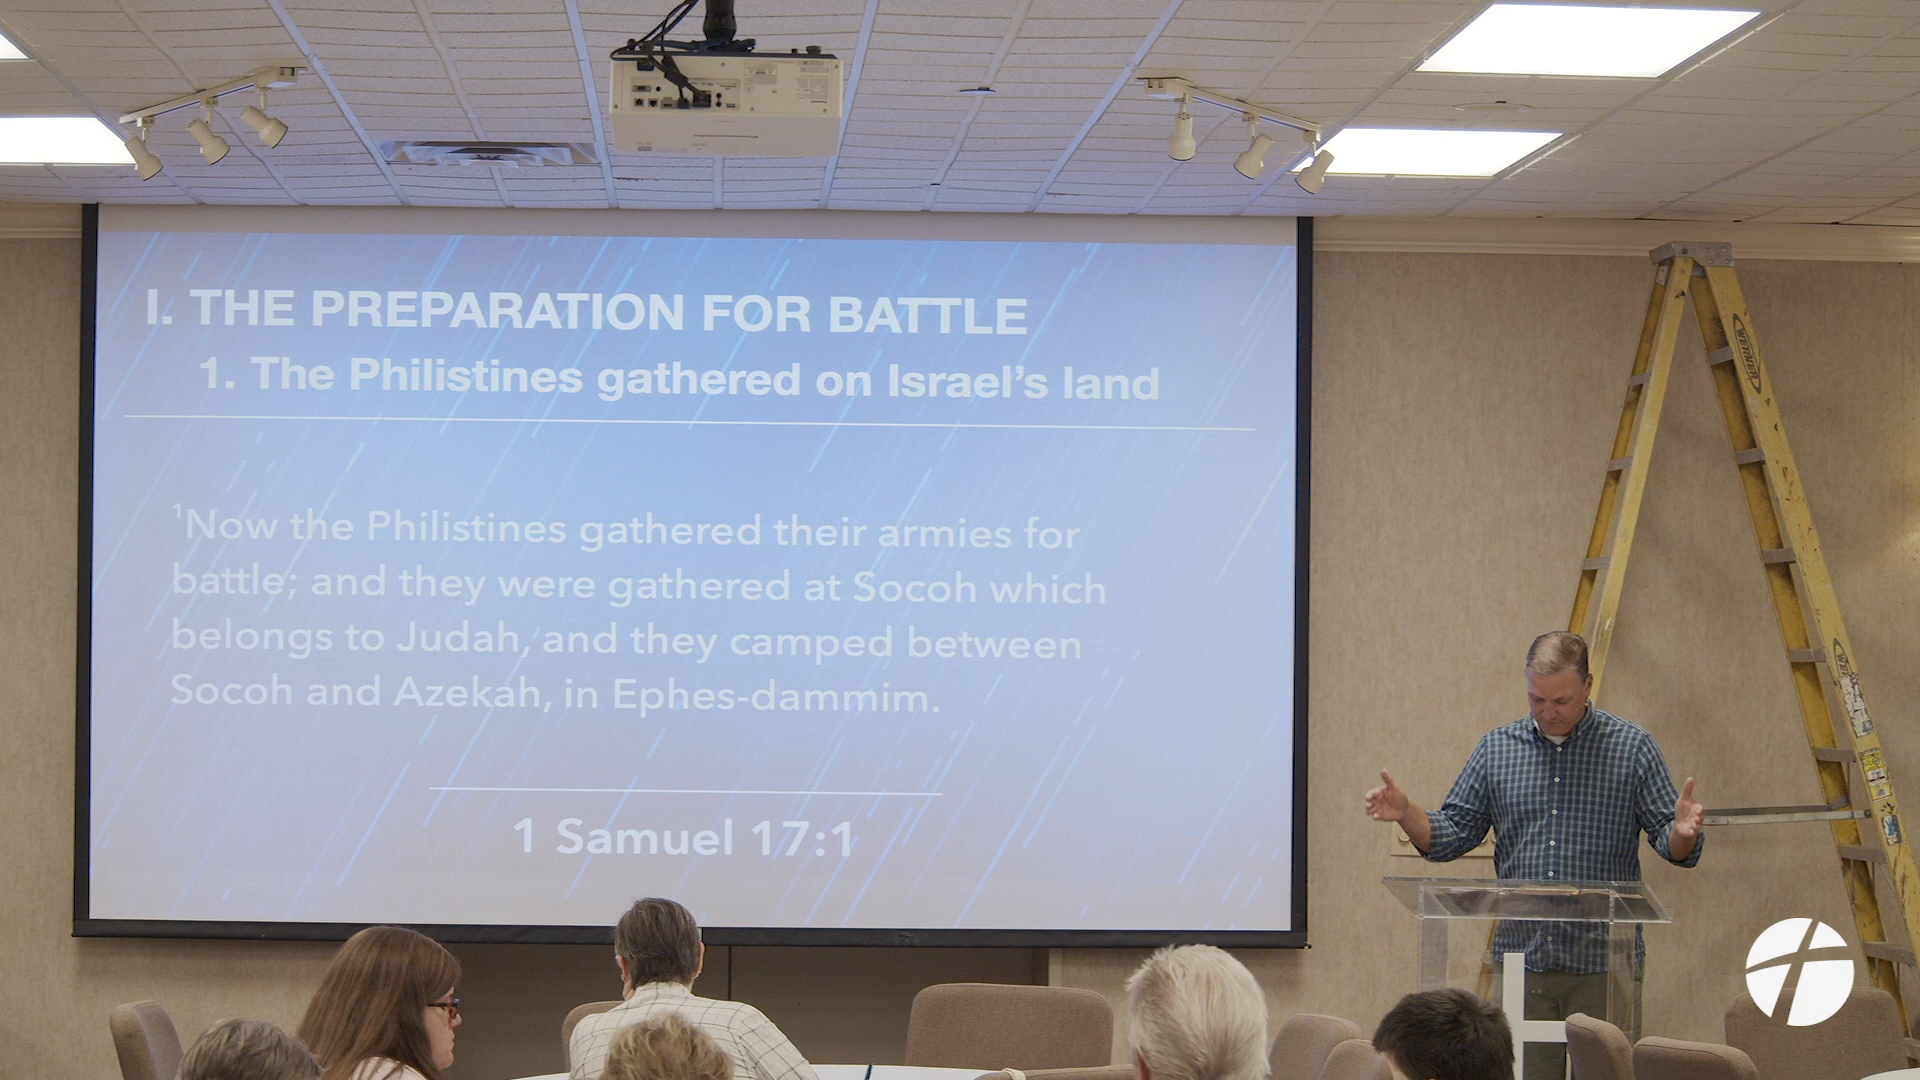 I. THE PREPARATION FOR BATTLE
1. The Philistines gathered on Israel's land
¹Now the Philistines gathered their armies for
battle; and they were gathered at Socoh which
belongs to Judah, and they camped between
Socoh and Azekah, in Ephes-dammim.
1 Samuel 17:1
WERNER